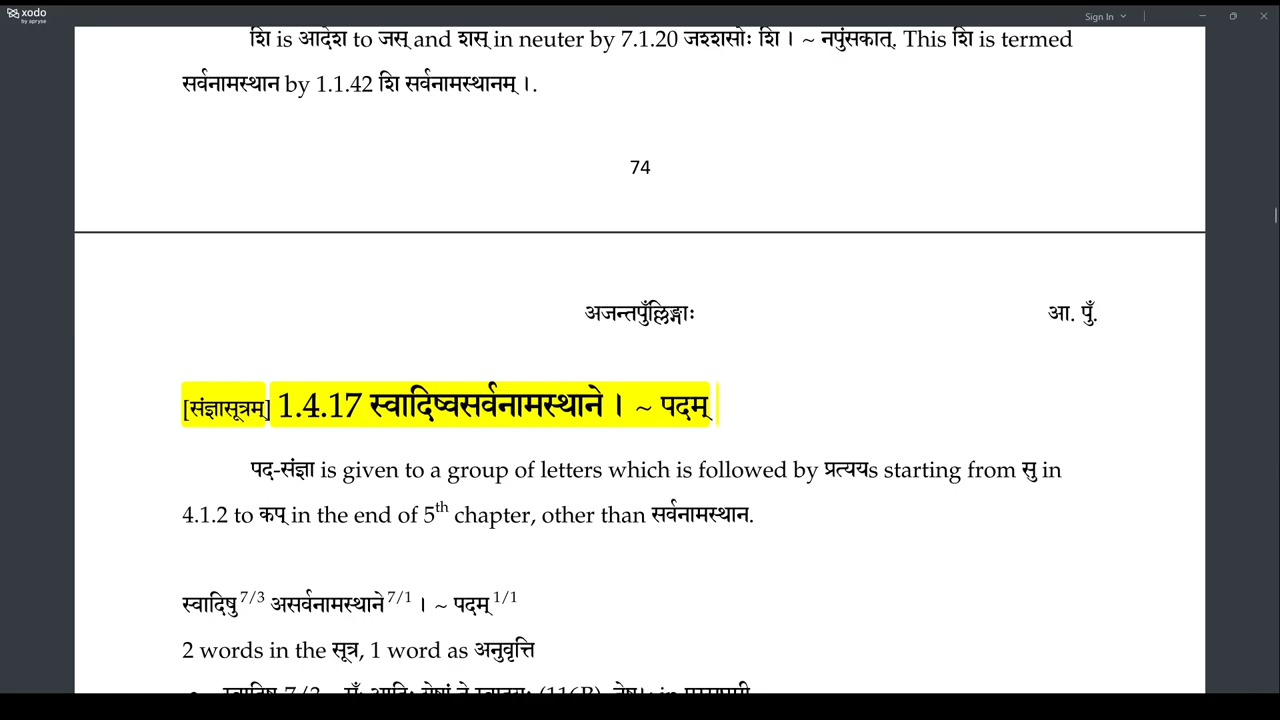 xodo
by apryse
Sign In
शि is आदेश to जस् and शस् in neuter by 7.1.20 जश्शसोः शि । ~ नपुंसकात्. This शि is termed
सर्वनामस्थान by 1.1.42 शि सर्वनामस्थानम् ।.
74
अजन्तपुँल्लिङ्गाः
आ. पुँ.
[संज्ञासूत्रम्] 1.4.17 स्वादिष्वसर्वनामस्थाने । ~ पदम्
पद-संज्ञा is given to a group of letters which is followed by प्रत्ययs starting from सु in
4.1.2 to कप् in the end of 5th chapter, other than सर्वनामस्थान.
स्वादिषु 7/3 असर्वनामस्थाने 7/1 । ~ पदम् 1/1
2 words in the सूत्र, 1 word as अनुवृत्ति